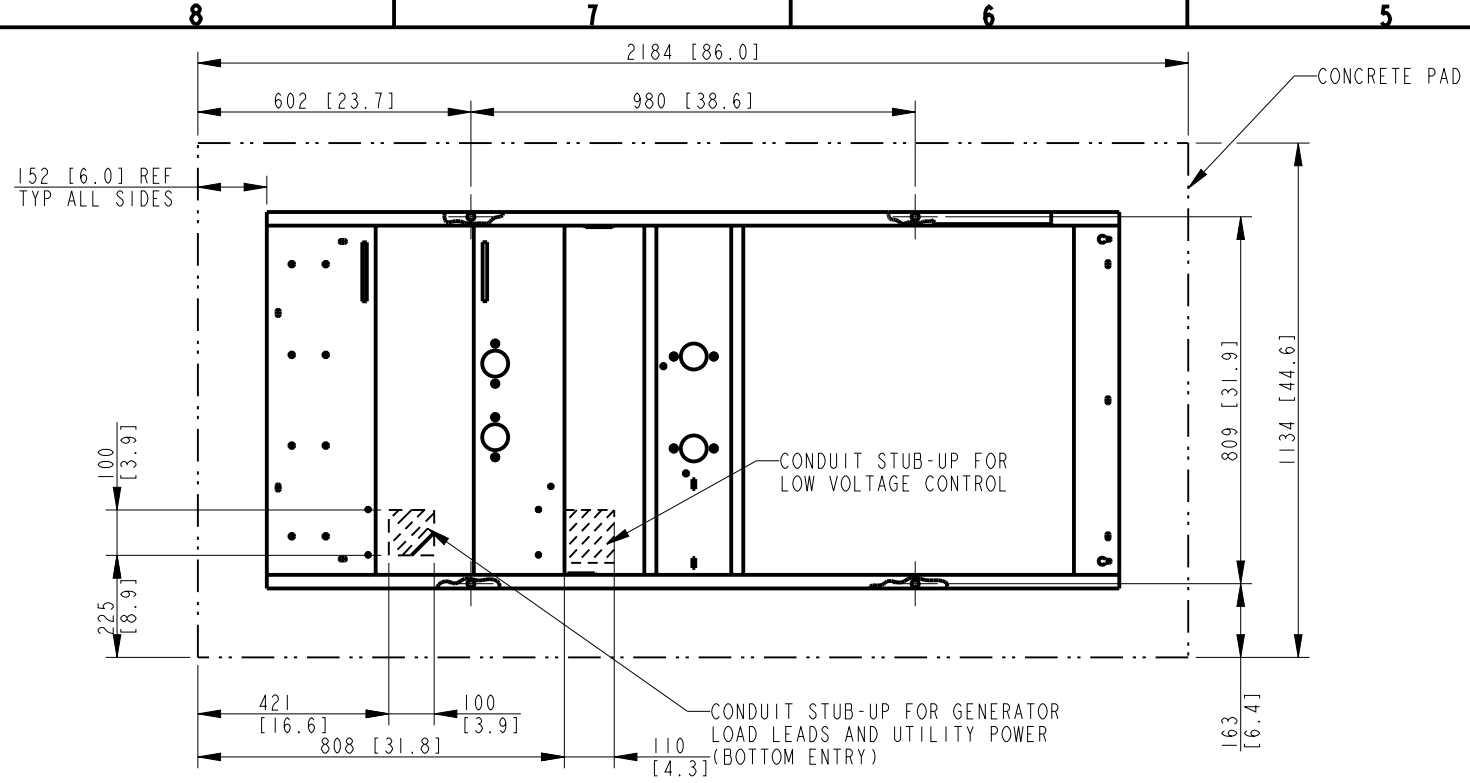 8 7 6 5
2184 [86.0]
CONCRETE PAD
602 [23.7] 980 [38.6]
152 [6.0] REF
TYP ALL SIDES
809 [31.9]
1134 [44.6]
100
[3.9]
CONDUIT STUB-UP FOR
LOW VOLTAGE CONTROL
225
[8.9]
421
[16.6]
100
[3.9]
CONDUIT STUB-UP FOR GENERATOR
LOAD LEADS AND UTILITY POWER
(BOTTOM ENTRY)
808 [31.8]
110
[4.3]
163
[6.4]